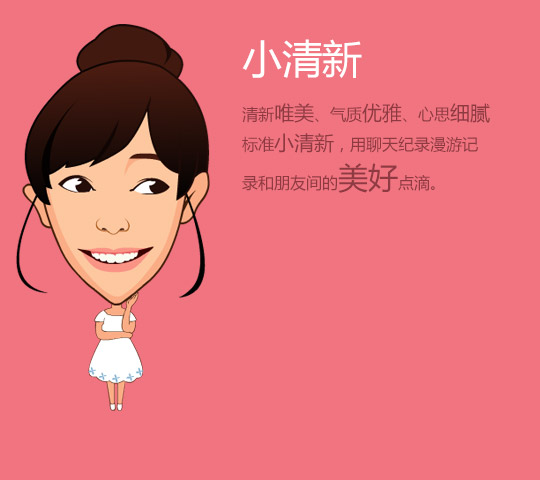 小清新
清新唯美、气质优雅、心思细腻
标准小清新，用聊天纪录漫游记
录和朋友间的美好点滴。